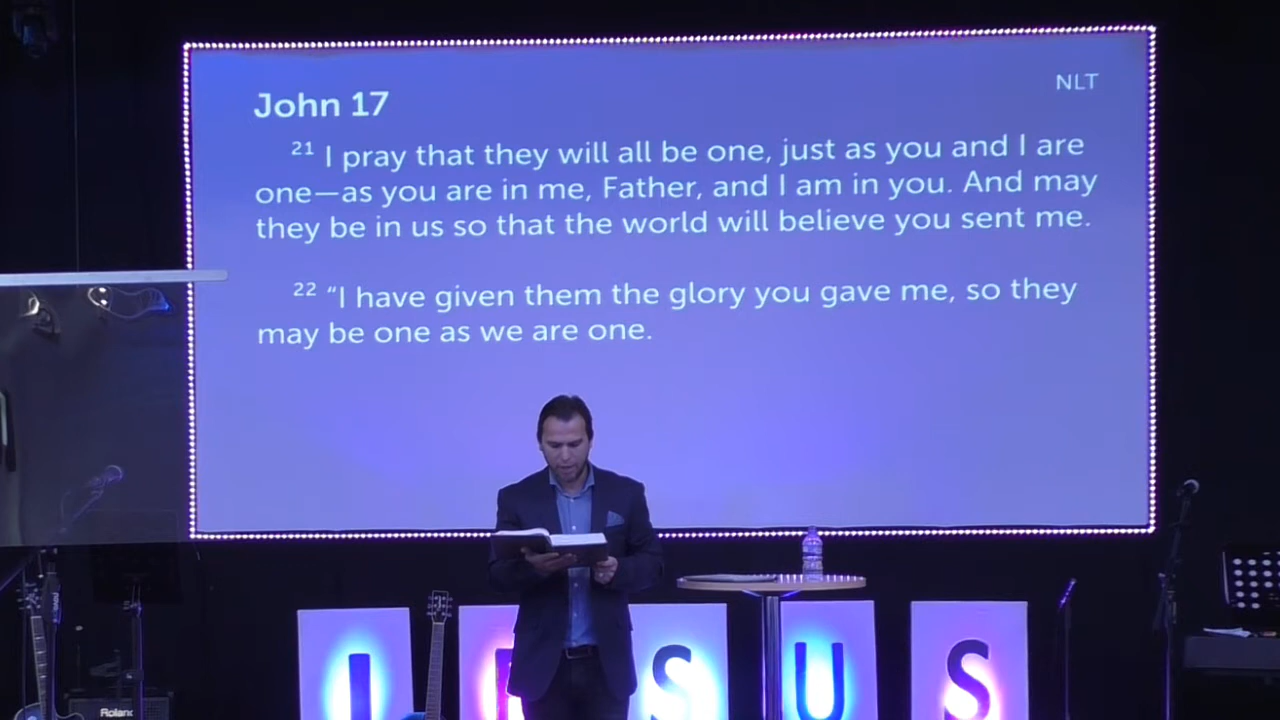 NLT
John 17
21 I pray that they will all be one, just as you and I are
one—as you are in me, Father, and I am in you. And may
they be in us so that the world will believe you sent me.
22 “I have given them the glory you gave me, so they
may be one as we are one.
JESUS
Roland